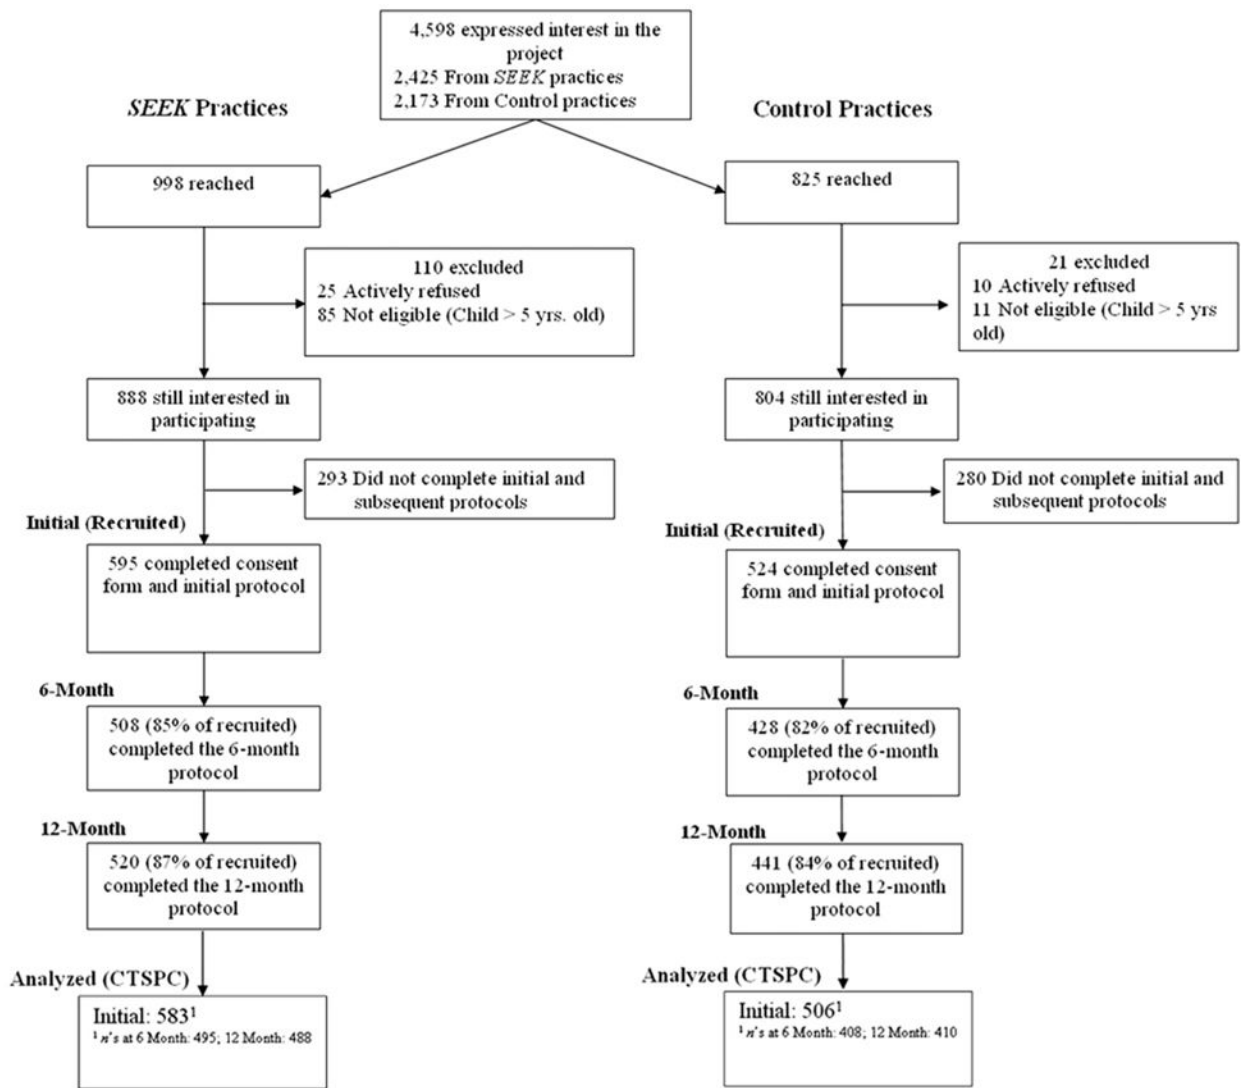 4,598 expressed interest in the
project
2,425 From SEEK practices
2,173 From Control practices
SEEK Practices
Control Practices
998 reached
825 reached
110 excluded
25 Actively refused
85 Not eligible (Child > 5 yrs. old)
21 excluded
10 Actively refused
11 Not eligible (Child > 5 yrs
old)
888 still interested in
participating
804 still interested in
participating
293 Did not complete initial and
subsequent protocols
280 Did not complete initial and
subsequent protocols
Initial (Recruited)
Initial (Recruited)
595 completed consent
form and initial protocol
524 completed consent
form and initial protocol
6-Month
6-Month
508 (85% of recruited)
completed the 6-month
protocol
428 (82% of recruited)
completed the 6-month
protocol
12-Month
12-Month
520 (87% of recruited)
completed the 12-month
protocol
441 (84% of recruited)
completed the 12-month
protocol
Analyzed (CTSPC)
Analyzed (CTSPC)
Initial: 583¹
¹ n's at 6 Month: 495; 12 Month: 488
Initial: 506¹
¹ n's at 6 Month: 408; 12 Month: 410